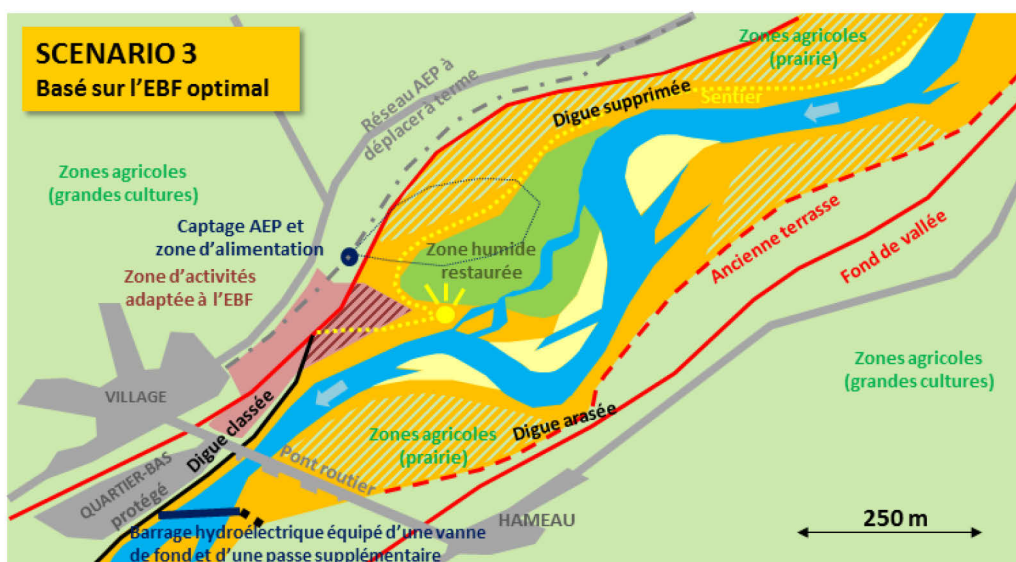 SCENARIO 3
Basé sur l'EBF optimal
Zones agricoles
(prairie)
Réseau AEP à
déplacer à terme
Digue supprimée
Sentier
Zones agricoles
(grandes cultures)
Captage AEP et
zone d'alimentation
Zone humide
restaurée
Ancienne terrasse
Fond de vallée
Zone d'activités
adaptée à l'EBF
Zones agricoles
(grandes cultures)
VILLAGE
Digue classée
Zones agricoles
(prairie)
Digue arasée
Pont routier
QUARTIER-BAS
protégé
HAMEAU
250 m
Barrage hydroélectrique équipé d'une vanne
de fond et d'une passe supplémentaire